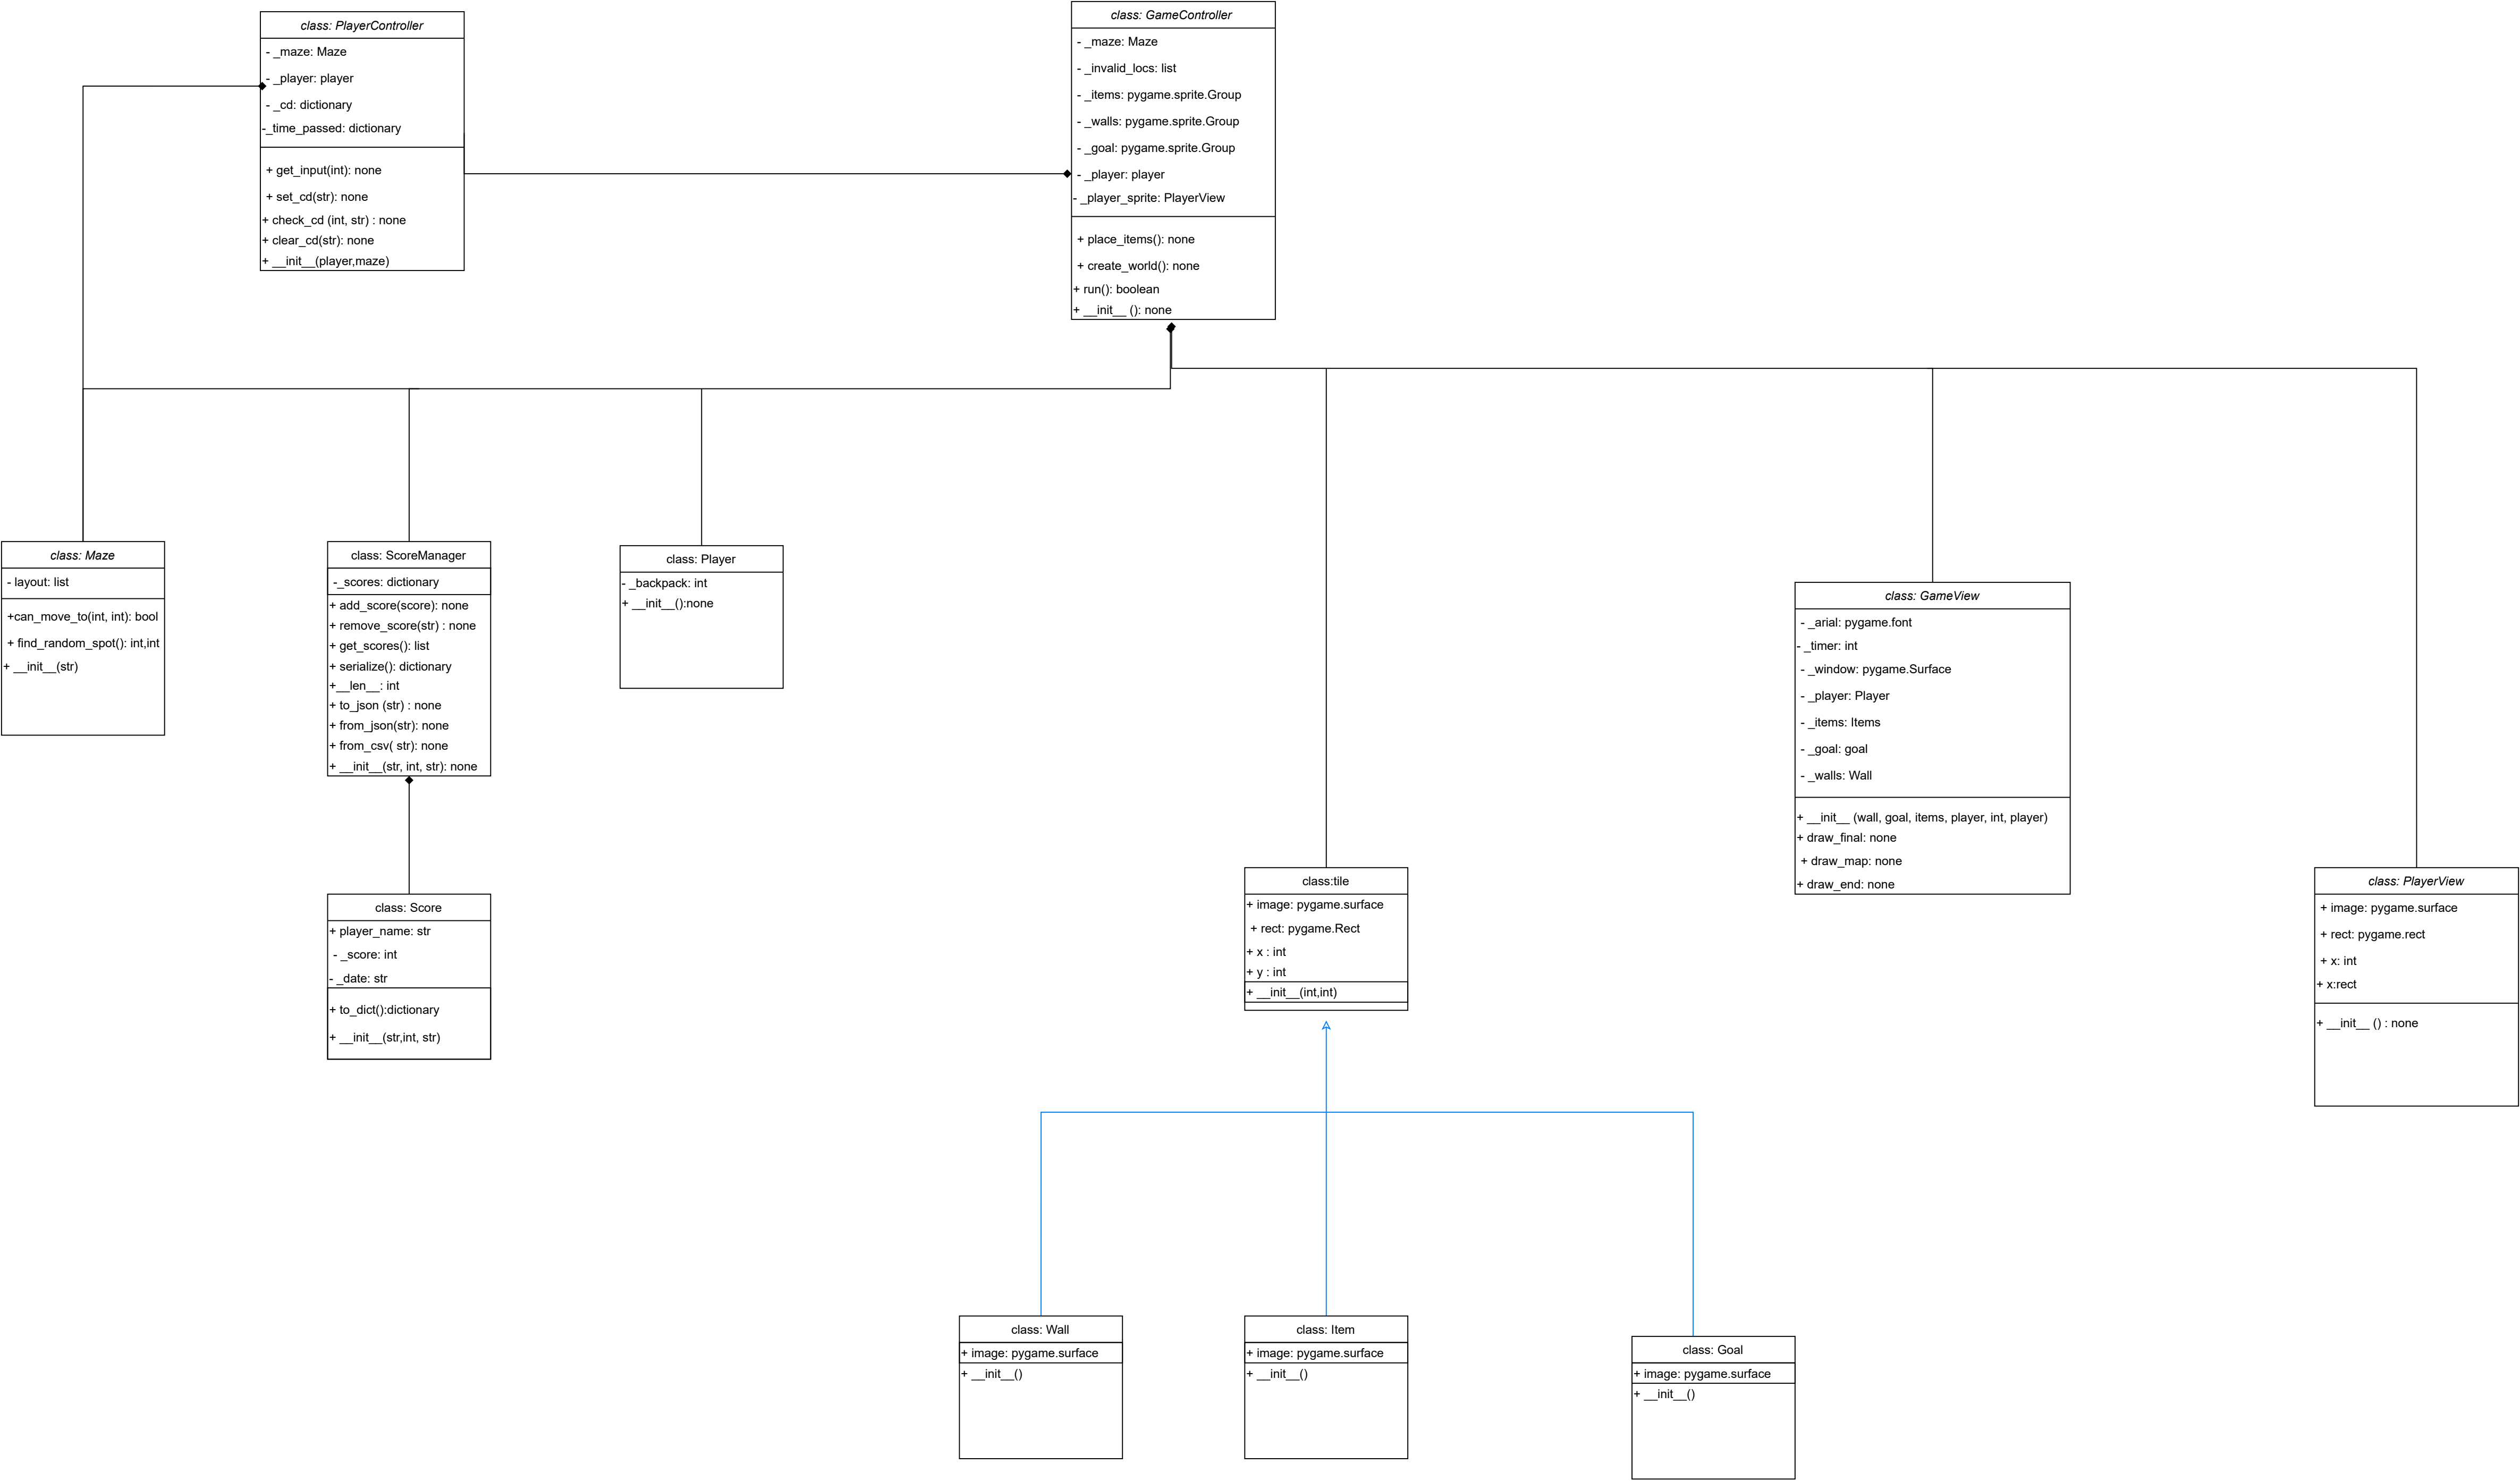 class: PlayerController
- _maze: Maze
- _player: player
- _cd: dictionary
-_time_passed: dictionary
+ get_input(int): none
+ set_cd(str): none
+ check_cd (int, str) : none
+ clear_cd(str): none
+ __init__(player,maze)
class: GameController
- _maze: Maze
- _invalid_locs: list
- _items: pygame.sprite.Group
- _walls: pygame.sprite.Group
- _goal: pygame.sprite.Group
- _player: player
- _player_sprite: PlayerView
+ place_items(): none
+ create_world(): none
+ run(): boolean
+ __init__ (): none
class: Maze
- layout: list
+can_move_to(int, int): bool
+ find_random_spot(): int,int
+ __init__(str)
class: ScoreManager
-_scores: dictionary
+ add_score(score): none
+ remove_score(str) : none
+ get_scores(): list
+ serialize(): dictionary
+__len__: int
+ to_json (str) : none
+ from_json(str): none
+ from_csv( str): none
+ __init__(str, int, str): none
class: Player
- _backpack: int
+ __init__():none
class: GameView
- _arial: pygame.font
- _timer: int
- _window: pygame.Surface
- _player: Player
- _items: Items
- _goal: goal
- _walls: Wall
+ __init__ (wall, goal, items, player, int, player)
+ draw_final: none
+ draw_map: none
+ draw_end: none
class: Score
+ player_name: str
- _score: int
- _date: str
+ to_dict():dictionary
+ __init__(str,int, str)
class:tile
+ image: pygame.surface
+ rect: pygame.Rect
+ x : int
+ y : int
+ __init__(int,int)
class: PlayerView
+ image: pygame.surface
+ rect: pygame.rect
+ x: int
+ x:rect
+ __init__ () : none
class: Wall
+ image: pygame.surface
+ __init__()
class: Item
+ image: pygame.surface
+ __init__()
class: Goal
+ image: pygame.surface
+ __init__()